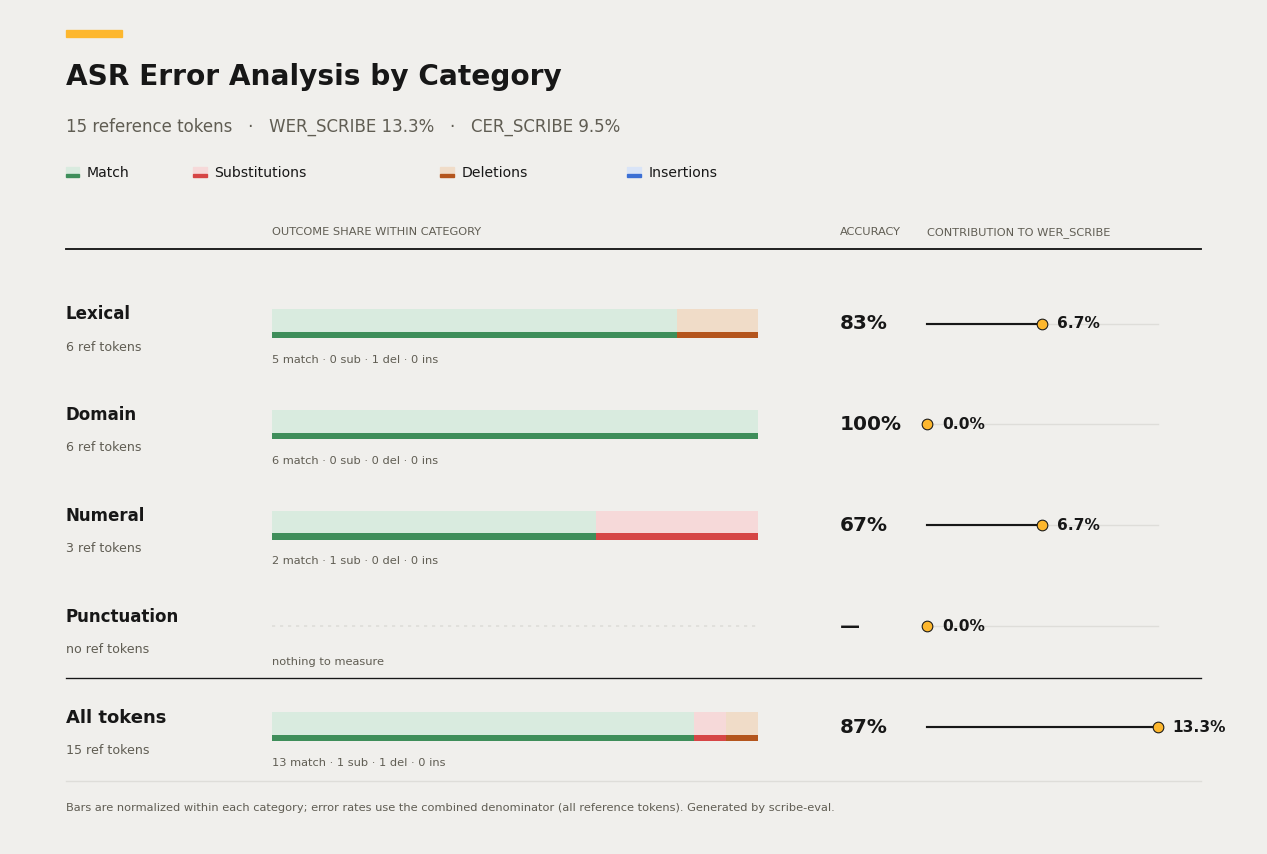 ASR Error Analysis by Category
15 reference tokens · WER_SCRIBE 13.3% · CER_SCRIBE 9.5%
Match Substitutions Deletions Insertions
OUTCOME SHARE WITHIN CATEGORY ACCURACY CONTRIBUTION TO WER_SCRIBE
Lexical 83% 6.7%
6 ref tokens
5 match · 0 sub · 1 del · 0 ins
Domain 100% 0.0%
6 ref tokens
6 match · 0 sub · 0 del · 0 ins
Numeral 67% 6.7%
3 ref tokens
2 match · 1 sub · 0 del · 0 ins
Punctuation — 0.0%
no ref tokens
nothing to measure
All tokens 87% 13.3%
15 ref tokens
13 match · 1 sub · 1 del · 0 ins
Bars are normalized within each category; error rates use the combined denominator (all reference tokens). Generated by scribe-eval.